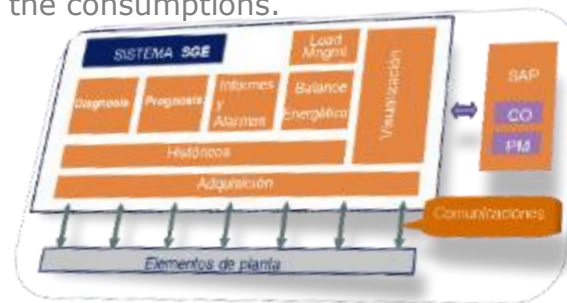 the consumptions.
SISTEMA SGE
Load
Mngmt
Visualización
Diagnosis
Prognosis
Informes
y
Alarmas
Balance
Energético
Históricos
Adquisición
SAP
CO
PM
Comunicaciones
Elementos de planta